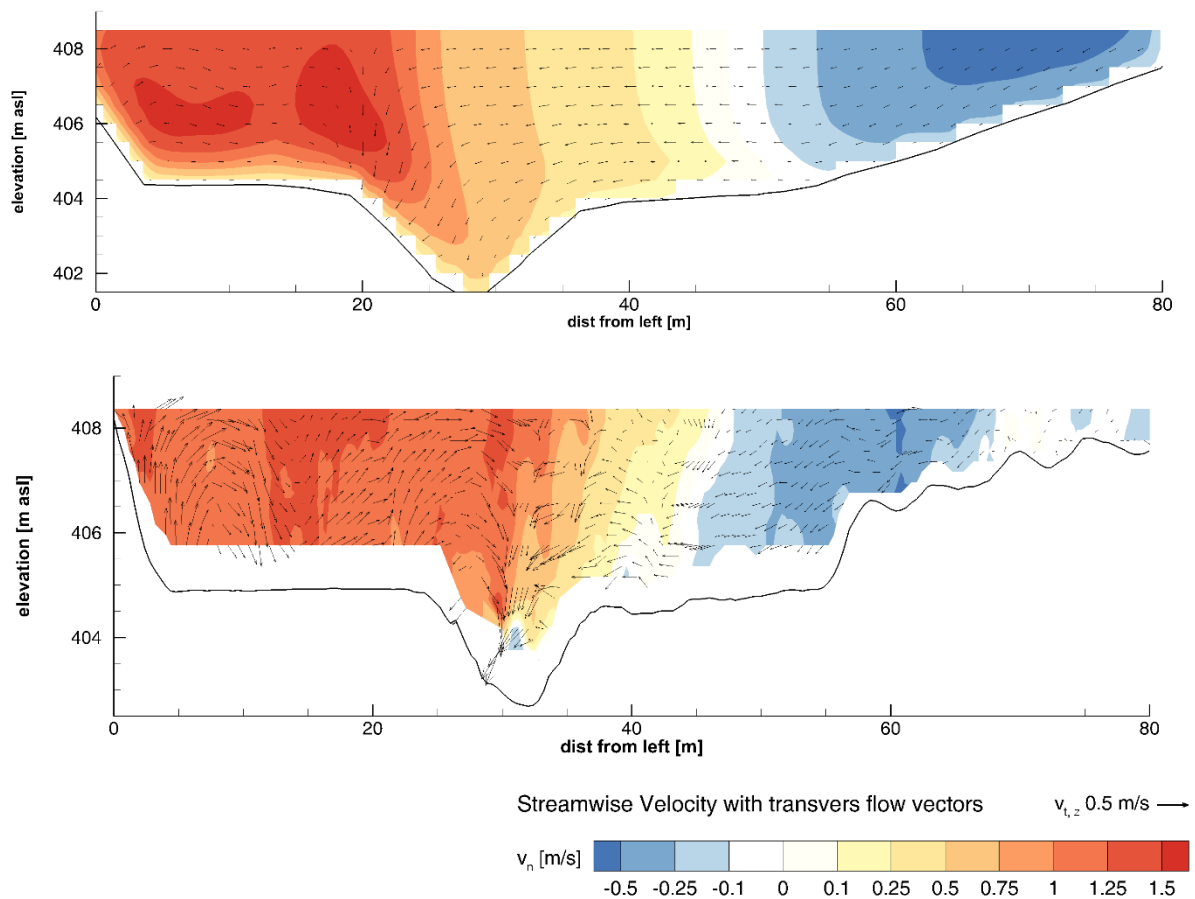 408
406
404
402
elevation [m asl]
0 20 40 60 80
dist from left [m]
408
406
404
elevation [m asl]
0 20 40 60 80
dist from left [m]
Streamwise Velocity with transvers flow vectors v t, z 0.5 m/s
v n [m/s]
-0.5 -0.25 -0.1 0 0.1 0.25 0.5 0.75 1 1.25 1.5